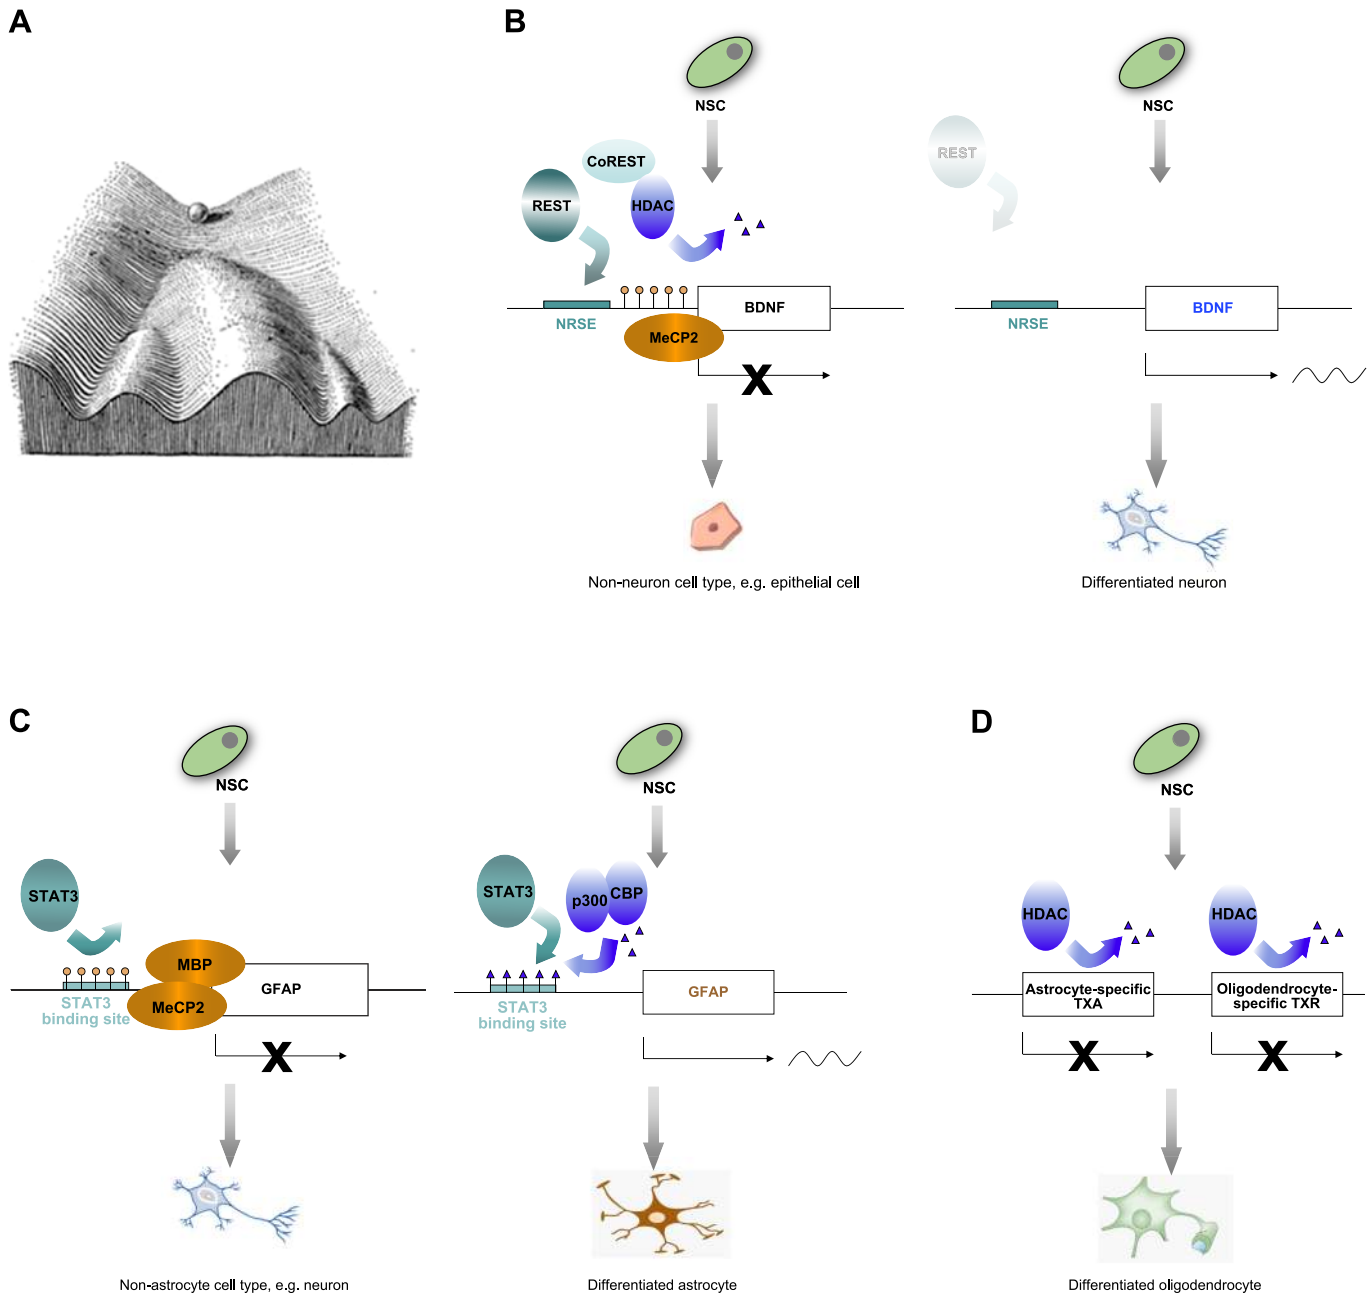 A
B
NSC
CoREST
REST
HDAC
NRSE
MeCP2
BDNF
X
Non-neuron cell type, e.g. epithelial cell
NSC
REST
NRSE
BDNF
Differentiated neuron
C
NSC
STAT3
MBP
MeCP2
GFAP
STAT3
binding site
X
Non-astrocyte cell type, e.g. neuron
NSC
STAT3
p300
CBP
STAT3
binding site
GFAP
Differentiated astrocyte
D
NSC
HDAC
HDAC
Astrocyte-specific
TXA
Oligodendrocyte-
specific TXR
X
X
Differentiated oligodendrocyte